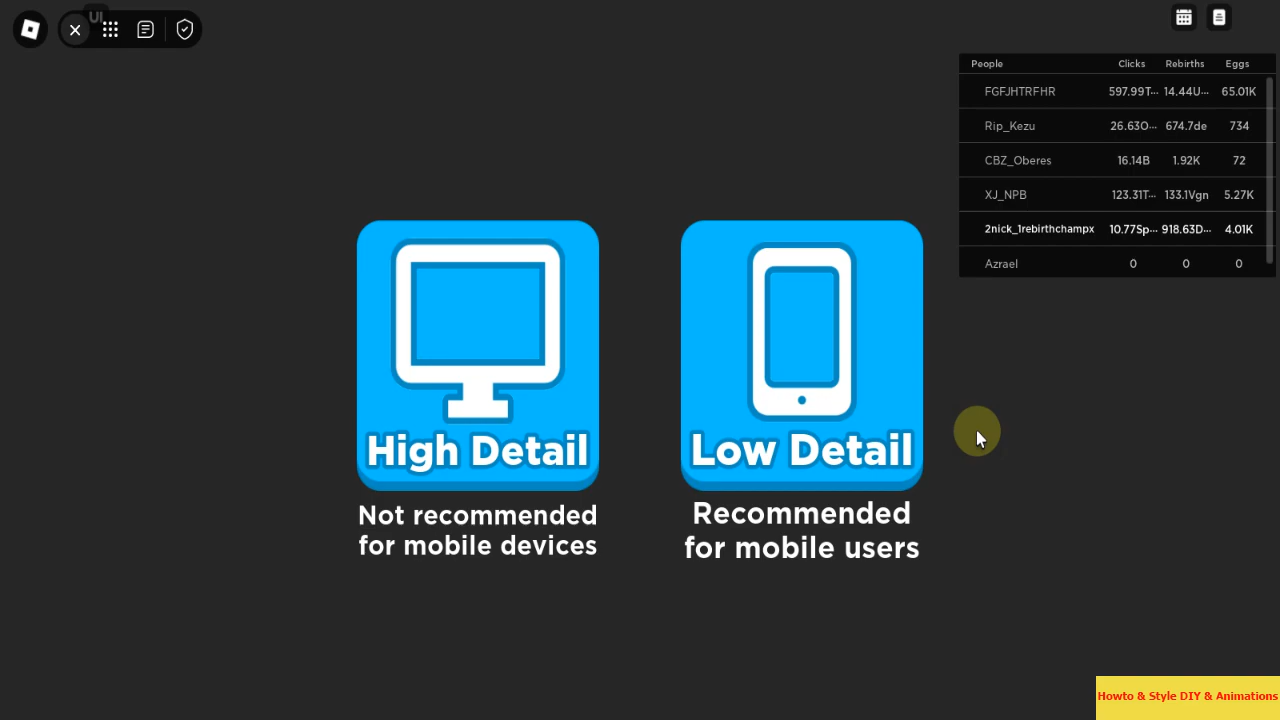 UI
People Clicks Rebirths Eggs
FGFJHTRFHR 597.99T... 14.44U... 65.01K
Rip_Kezu 26.63O... 674.7de 734
CBZ_Oberes 16.14B 1.92K 72
XJ_NPB 123.31T... 133.1Vgn 5.27K
2nick_1rebirthchampx 10.77Sp... 918.63D... 4.01K
Azrael 0 0 0
High Detail
Not recommended
for mobile devices
Low Detail
Recommended
for mobile users
Howto & Style DIY & Animations